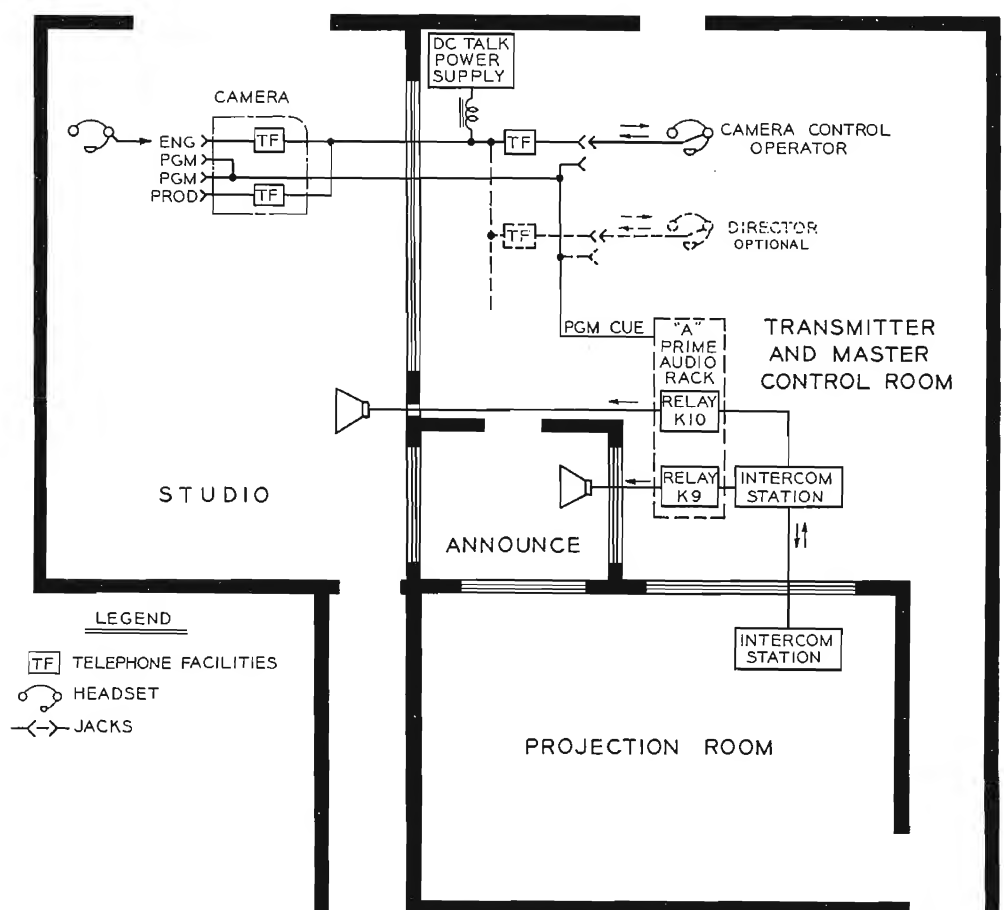 DC TALK
POWER
SUPPLY
CAMERA
ENG
TF
PGM
PGM
PROD
TF
TF
CAMERA CONTROL
OPERATOR
TF
DIRECTOR
OPTIONAL
PGM CUE
"A"
PRIME
AUDIO
RACK
TRANSMITTER
AND MASTER
CONTROL ROOM
RELAY
K10
RELAY
K9
INTERCOM
STATION
STUDIO
ANNOUNCE
INTERCOM
STATION
LEGEND
TF TELEPHONE FACILITIES
HEADSET
JACKS
PROJECTION ROOM